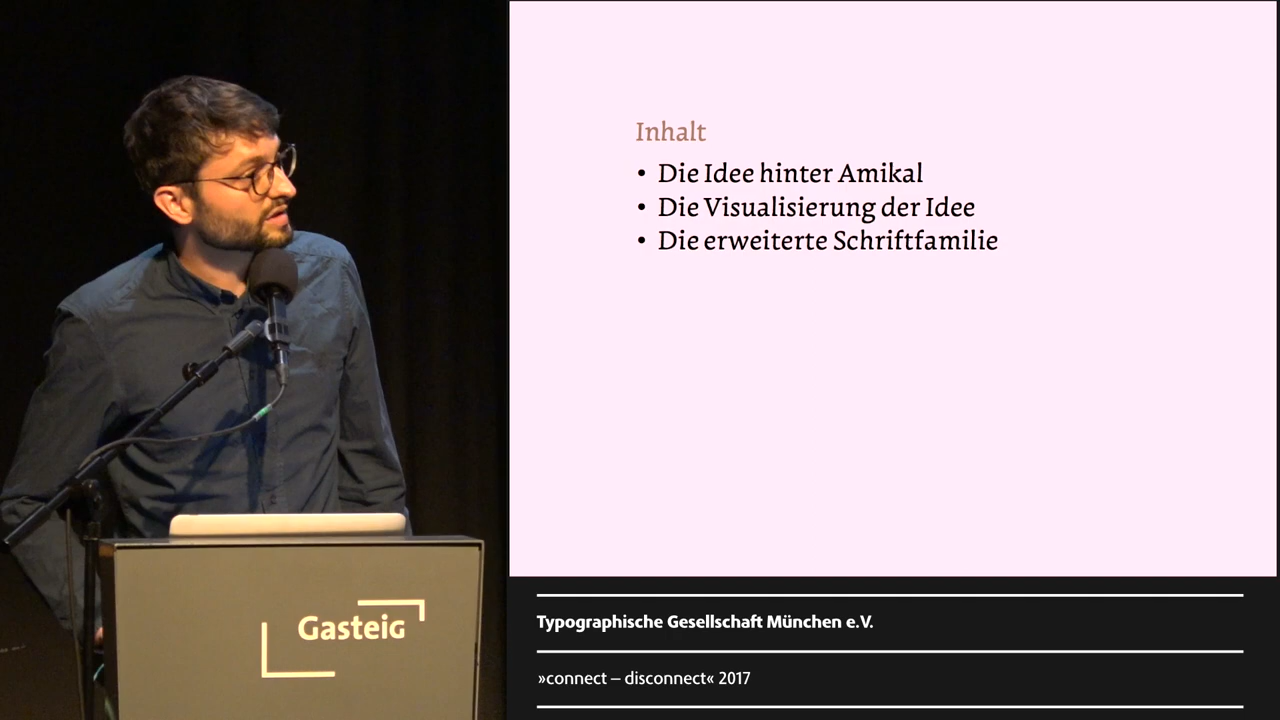 Inhalt
• Die Idee hinter Amikal
• Die Visualisierung der Idee
• Die erweiterte Schriftfamilie
Gasteig
Typographische Gesellschaft München e.V.
»connect – disconnect« 2017